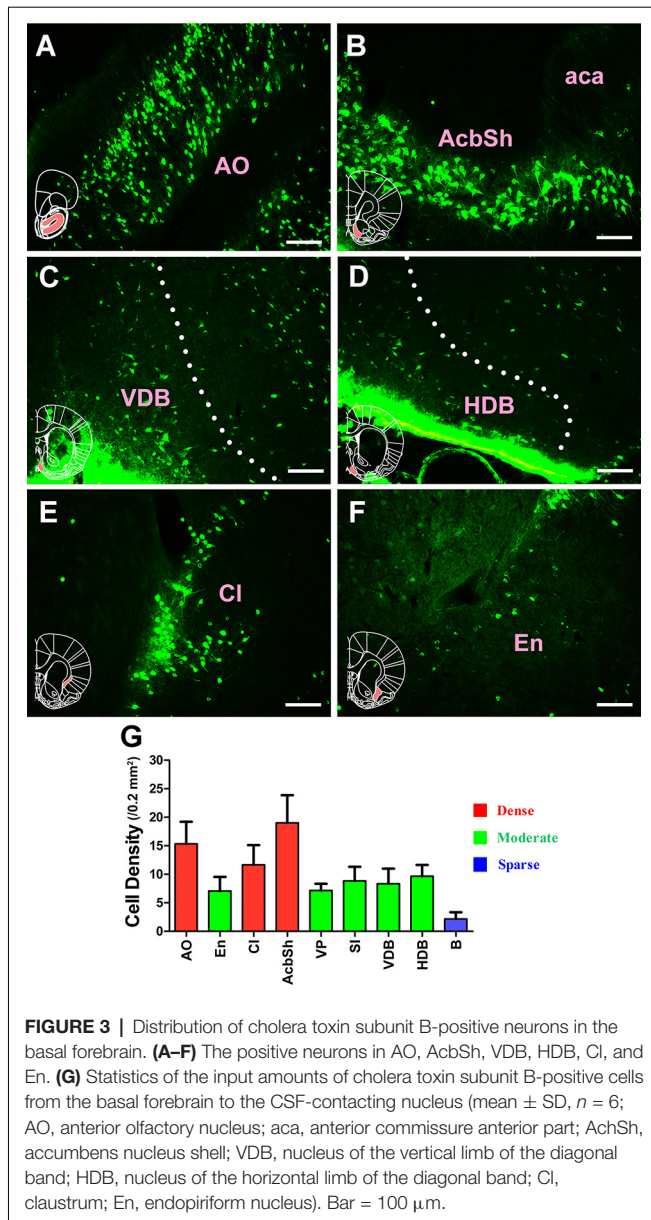 A
AO
B
aca
AcbSh
C
VDB
D
HDB
E
Cl
F
En
G
Cell Density (/0.2 mm²)
30
25
20
15
10
5
0
AO
En
Cl
AcbSh
VP
SI
VDB
HDB
B
Dense
Moderate
Sparse
FIGURE 3 | Distribution of cholera toxin subunit B-positive neurons in the
basal forebrain. (A–F) The positive neurons in AO, AcbSh, VDB, HDB, Cl, and
En. (G) Statistics of the input amounts of cholera toxin subunit B-positive cells
from the basal forebrain to the CSF-contacting nucleus (mean ± SD, n = 6;
AO, anterior olfactory nucleus; aca, anterior commissure anterior part; AchSh,
accumbens nucleus shell; VDB, nucleus of the vertical limb of the diagonal
band; HDB, nucleus of the horizontal limb of the diagonal band; Cl,
claustrum; En, endopiriform nucleus). Bar = 100 μm.